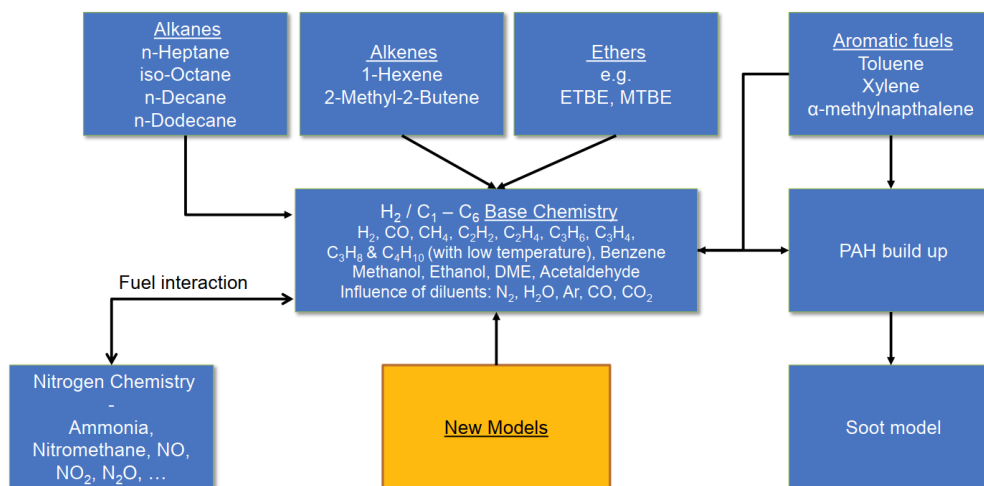 Alkanes
n-Heptane
iso-Octane
n-Decane
n-Dodecane
Alkenes
1-Hexene
2-Methyl-2-Butene
Ethers
e.g.
ETBE, MTBE
Aromatic fuels
Toluene
Xylene
α-methylnapthalene
H₂ / C₁ – C₆ Base Chemistry
H₂, CO, CH₄, C₂H₂, C₂H₄, C₃H₆, C₃H₄,
C₃H₈ & C₄H₁₀ (with low temperature), Benzene
Methanol, Ethanol, DME, Acetaldehyde
Influence of diluents: N₂, H₂O, Ar, CO, CO₂
PAH build up
Fuel interaction
Nitrogen Chemistry
-
Ammonia,
Nitromethane, NO,
NO₂, N₂O, …
New Models
Soot model